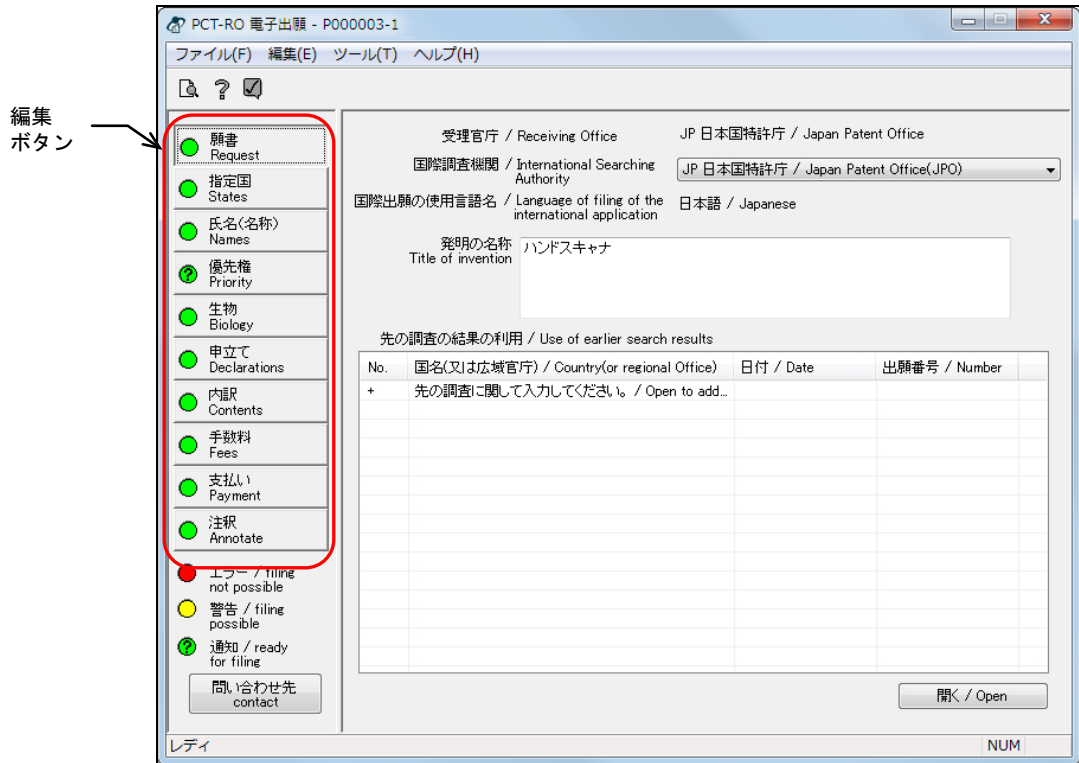 PCT-RO 電子出願 - P000003-1
ファイル(F) 編集(E) ツール(T) ヘルプ(H)
編集
ボタン
願書
Request
指定国
States
氏名(名称)
Names
優先権
Priority
生物
Biology
申立て
Declarations
内訳
Contents
手数料
Fees
支払い
Payment
注釈
Annotate
エラー / filing
not possible
警告 / filing
possible
通知 / ready
for filing
問い合わせ先
contact
受理官庁 / Receiving Office JP 日本国特許庁 / Japan Patent Office
国際調査機関 / International Searching
Authority
JP 日本国特許庁 / Japan Patent Office(JPO)
国際出願の使用言語名 / Language of filing of the
international application
日本語 / Japanese
発明の名称
Title of invention
ハンドスキャナ
先の調査の結果の利用 / Use of earlier search results
No. 国名(又は広域官庁) / Country(or regional Office) 日付 / Date 出願番号 / Number
+ 先の調査に関して入力してください。 / Open to add...
開く / Open
レディ NUM